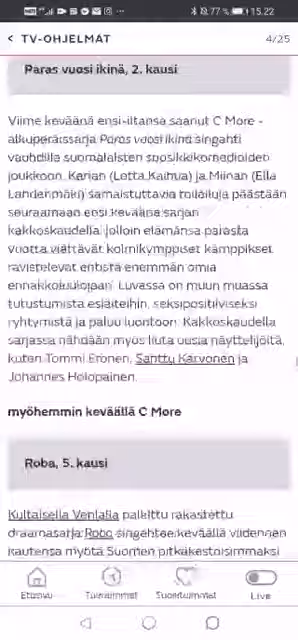 77 % 15.22
TV-OHJELMAT 4/25
Paras vuosi ikinä, 2. kausi
Viime keväänä ensi-iltansa saanut C More -
alkuperäissarja Paras vuosi ikinä singahti
vauhdilla suomalaisten suosikkikomedioiden
joukkoon. Kerian (Lotta Kaihua) ja Miinan (Ella
Lahdenmäki) samaistuttavia toilailuja päästään
seuraamaan ensi keväänä sarjan
kakkoskaudella, jolloin elämänsä parasta
vuotta viettävät kolmikymppiset kämppikset
ravistelevat entistä enemmän omia
ennakkoluulojaan. Luvassa on muun muassa
tutustumista esiäiteihin, seksipositiiviseksi
ryhtymistä ja paluu luontoon. Kakkoskaudella
sarjassa nähdään myös liuta uusia näyttelijöitä,
kuten Tommi Eronen, Santtu Karvonen ja
Johannes Holopainen.
myöhemmin keväällä C More
Roba, 5. kausi
Kultaisella Venlalla palkittu rakastettu
draamasarja Roba singahtaa keväällä viidennen
kautensa myötä Suomen pitkäkestoisimmaksi
Etusivu Tuoreimmat Suosituimmat Live